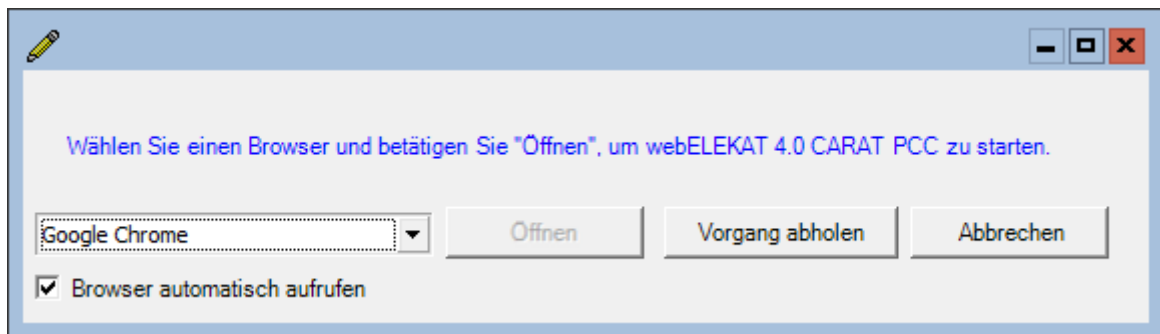 Wählen Sie einen Browser und betätigen Sie "Öffnen", um webELEKAT 4.0 CARAT PCC zu starten.
Google Chrome Öffnen Vorgang abholen Abbrechen
Browser automatisch aufrufen